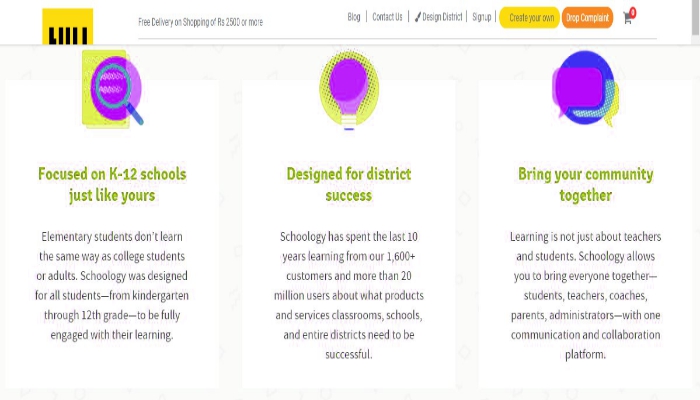 Free Delivery on Shopping of Rs 2500 or more
Blog
Contact Us
Design District
Signup
Create your own
Drop Complaint
0
Focused on K-12 schools
just like yours
Elementary students don't learn
the same way as college students
or adults. Schoology was designed
for all students—from kindergarten
through 12th grade—to be fully
engaged with their learning.
Designed for district
success
Schoology has spent the last 10
years learning from our 1,600+
customers and more than 20
million users about what products
and services classrooms, schools,
and entire districts need to be
successful.
Bring your community
together
Learning is not just about teachers
and students. Schoology allows
you to bring everyone together—
students, teachers, coaches,
parents, administrators—with one
communication and collaboration
platform.